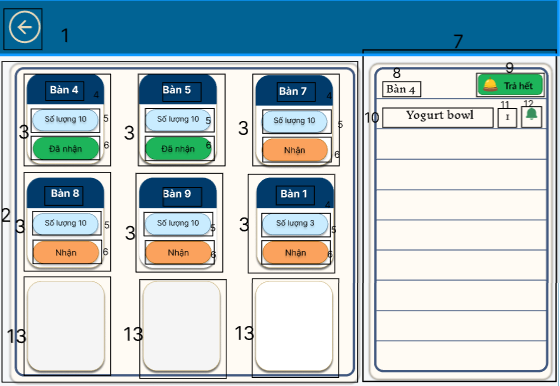 1
7
8
9
Bàn 4
Trả hết
10
Yogurt bowl
11
1
12
2
3
Bàn 4
4
Số lượng 10
5
Đã nhận
6
3
Bàn 5
Số lượng 10
5
Đã nhận
6
3
Bàn 7
4
Số lượng 10
5
Nhận
6
3
Bàn 8
Số lượng 10
5
Nhận
6
3
Bàn 9
Số lượng 10
5
Nhận
6
3
Bàn 1
4
Số lượng 3
5
Nhận
6
13
13
13